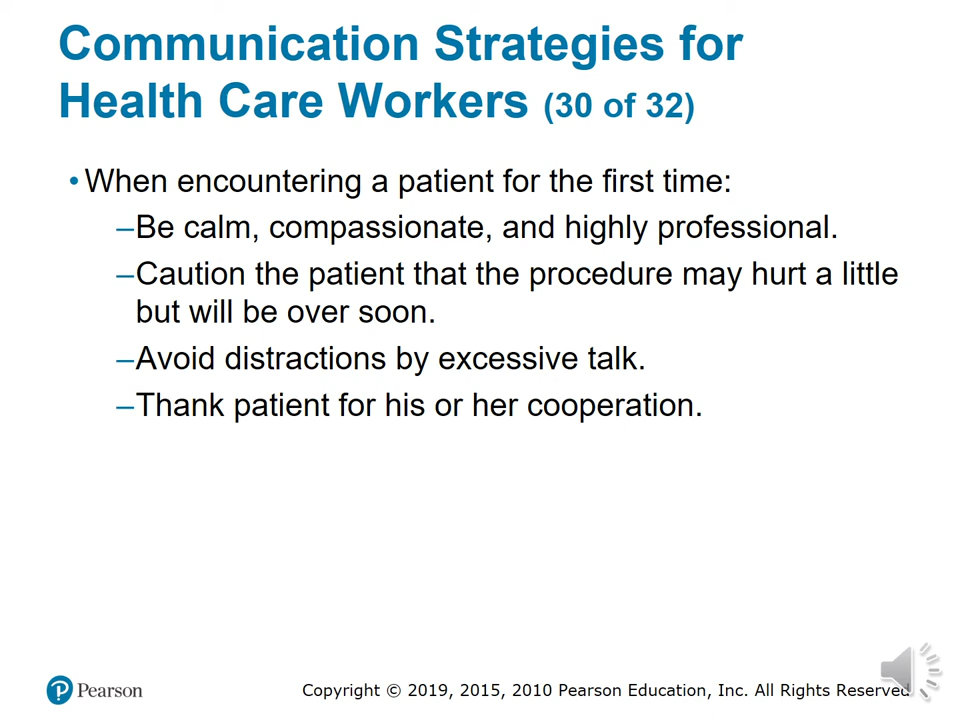 Communication Strategies for
Health Care Workers (30 of 32)
• When encountering a patient for the first time:
–Be calm, compassionate, and highly professional.
–Caution the patient that the procedure may hurt a little
but will be over soon.
–Avoid distractions by excessive talk.
–Thank patient for his or her cooperation.
Pearson
Copyright © 2019, 2015, 2010 Pearson Education, Inc. All Rights Reserved